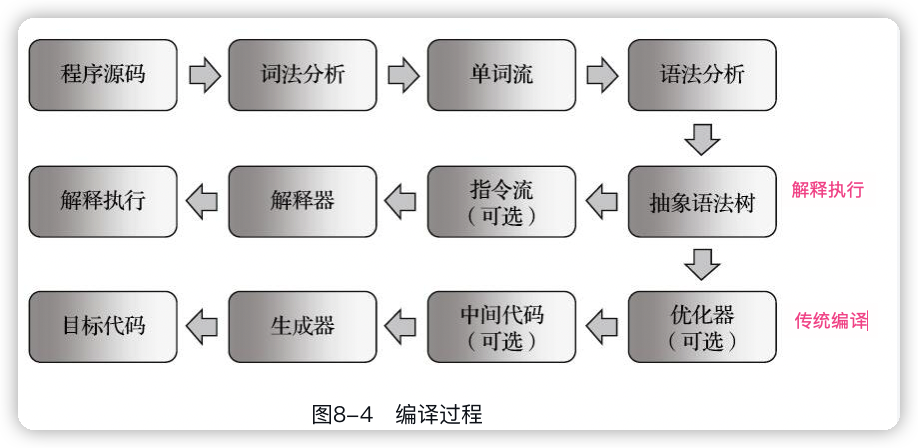 程序源码
词法分析
单词流
语法分析
解释执行
解释器
指令流
（可选）
抽象语法树
解释执行
目标代码
生成器
中间代码
（可选）
优化器
（可选）
传统编译
图8-4 编译过程